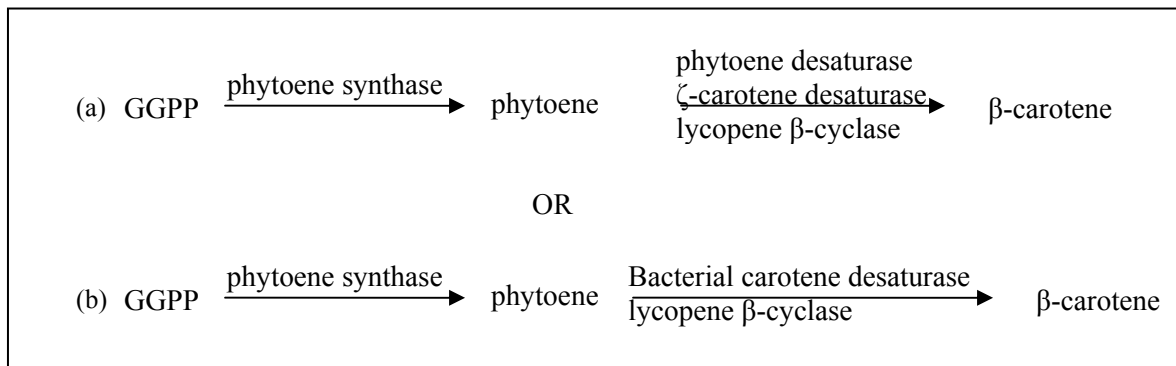 phytoene desaturase
phytoene synthase
ζ-carotene desaturase
(a) GGPP phytoene β-carotene
lycopene β-cyclase
OR
phytoene synthase Bacterial carotene desaturase
(b) GGPP phytoene β-carotene
lycopene β-cyclase